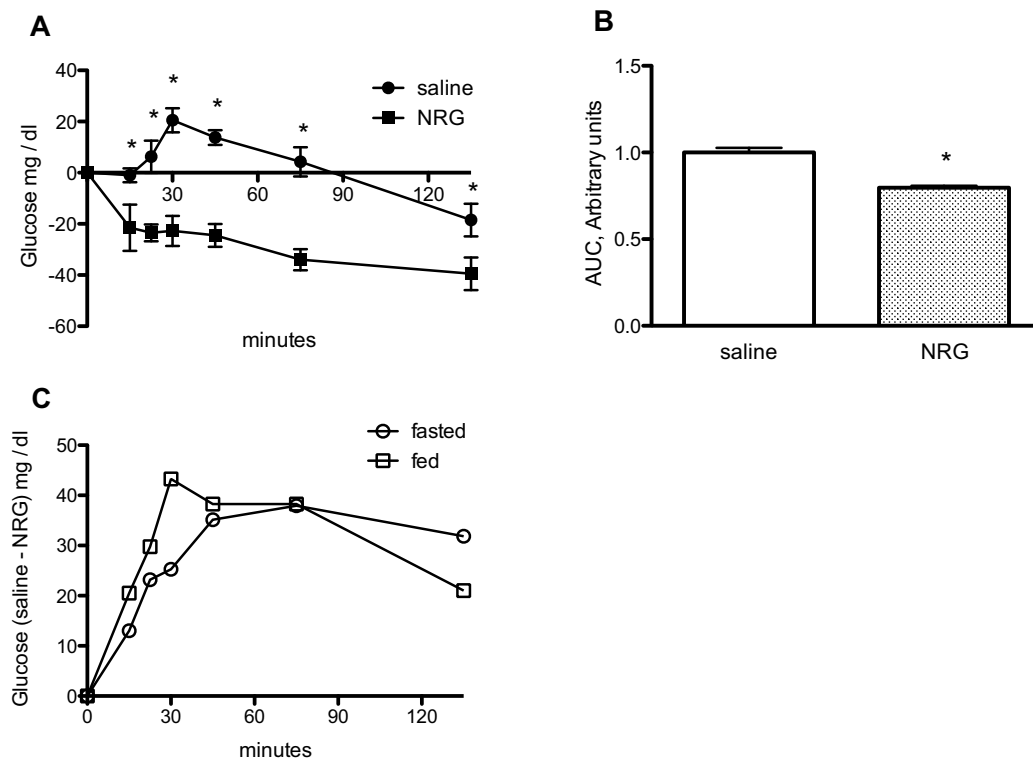 A
Glucose mg / dl
40
20
0
-20
-40
-60
30
60
90
120
minutes
saline
NRG
*
*
*
*
*
*
B
AUC, Arbitrary units
1.5
1.0
0.5
0.0
*
saline
NRG
C
Glucose (saline - NRG) mg / dl
50
40
30
20
10
0
0
30
60
90
120
minutes
fasted
fed